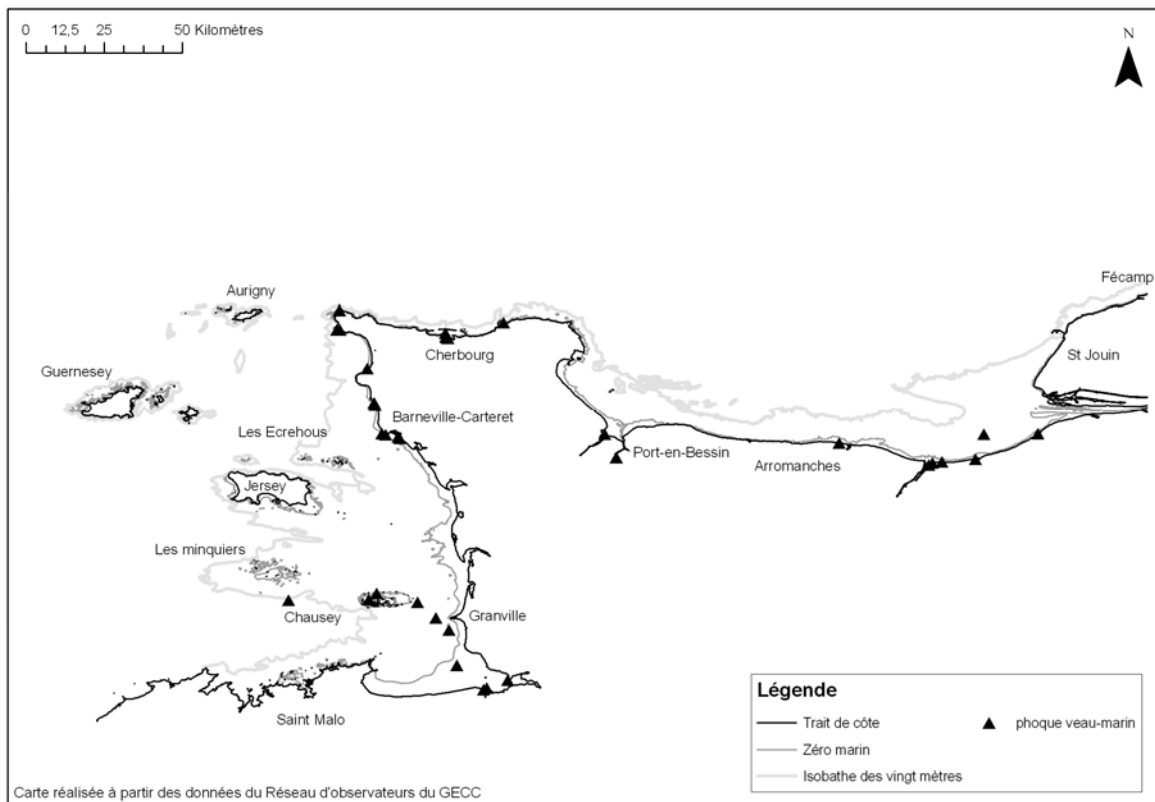 0 12,5 25 50 Kilomètres
N
Fécamp
Aurigny
St Jouin
Cherbourg
Guernesey
Barneville-Carteret
Les Ecrehous
Port-en-Bessin
Arromanches
Jersey
Les minquiers
Chausey
Granville
Saint Malo
Légende
Trait de côte
phoque veau-marin
Zéro marin
Isobathe des vingt mètres
Carte réalisée à partir des données du Réseau d'observateurs du GECC